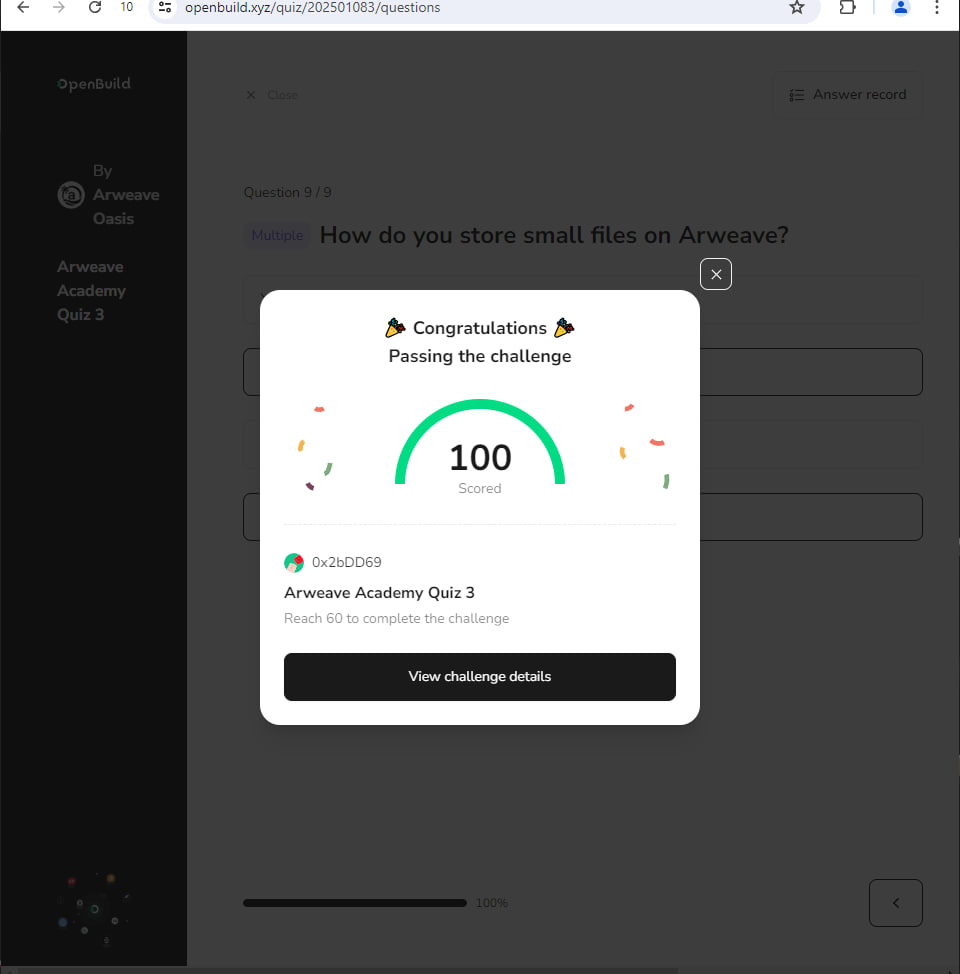 10
openbuild.xyz/quiz/202501083/questions
OpenBuild
Close
Answer record
By
Arweave
Oasis
Question 9 / 9
Multiple How do you store small files on Arweave?
Arweave
Academy
Quiz 3
Congratulations
Passing the challenge
100
Scored
0x2bDD69
Arweave Academy Quiz 3
Reach 60 to complete the challenge
View challenge details
100%